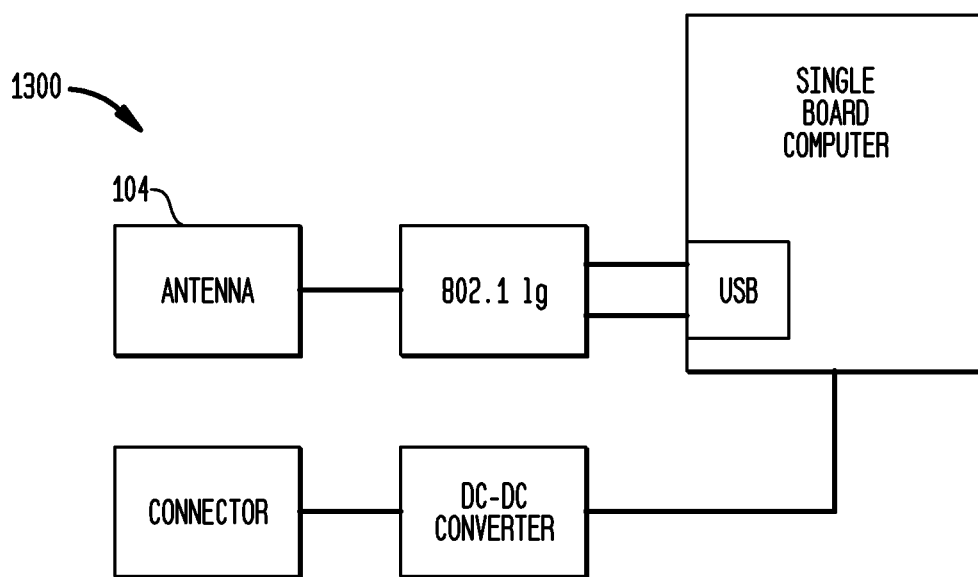 1300
SINGLE
BOARD
COMPUTER
104
ANTENNA
802.1 lg
USB
CONNECTOR
DC-DC
CONVERTER